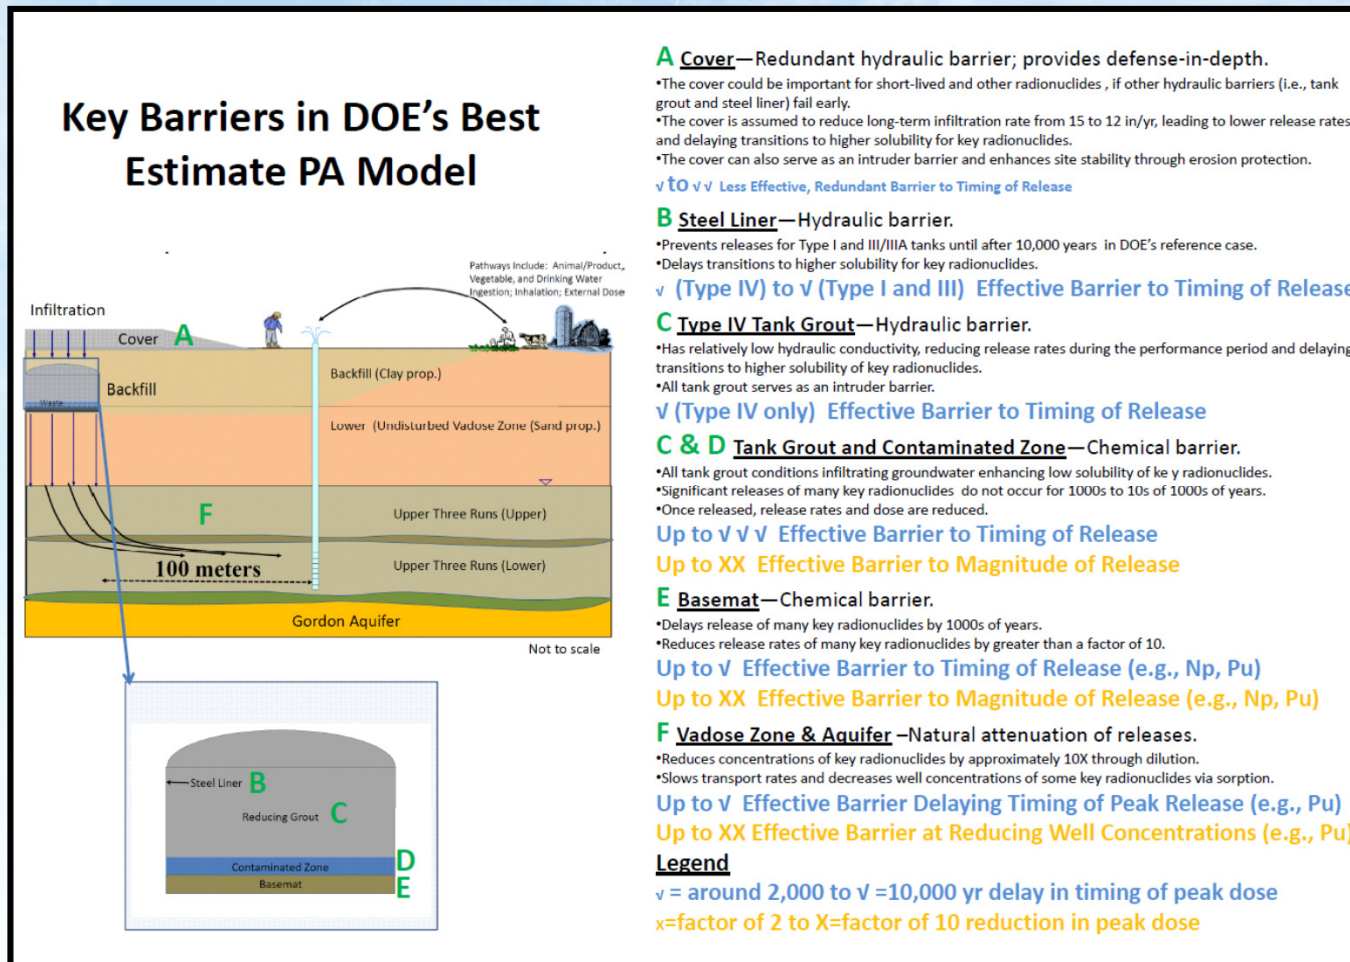 Key Barriers in DOE's Best
Estimate PA Model
Pathways Include: Animal/Product,
Vegetable, and Drinking Water
Ingestion; Inhalation; External Dose
Infiltration
Cover A
Backfill
Waste
Backfill (Clay prop.)
Lower (Undisturbed Vadose Zone (Sand prop.)
F
Upper Three Runs (Upper)
Upper Three Runs (Lower)
100 meters
Gordon Aquifer
Not to scale
Steel Liner B
Reducing Grout C
Contaminated Zone D
Basemat E
A Cover—Redundant hydraulic barrier; provides defense-in-depth.
•The cover could be important for short-lived and other radionuclides , if other hydraulic barriers (i.e., tank
grout and steel liner) fail early.
•The cover is assumed to reduce long-term infiltration rate from 15 to 12 in/yr, leading to lower release rates
and delaying transitions to higher solubility for key radionuclides.
•The cover can also serve as an intruder barrier and enhances site stability through erosion protection.
√ to √ √ Less Effective, Redundant Barrier to Timing of Release
B Steel Liner—Hydraulic barrier.
•Prevents releases for Type I and III/IIIA tanks until after 10,000 years in DOE's reference case.
•Delays transitions to higher solubility for key radionuclides.
√ (Type IV) to √ (Type I and III) Effective Barrier to Timing of Release
C Type IV Tank Grout—Hydraulic barrier.
•Has relatively low hydraulic conductivity, reducing release rates during the performance period and delaying
transitions to higher solubility of key radionuclides.
•All tank grout serves as an intruder barrier.
√ (Type IV only) Effective Barrier to Timing of Release
C & D Tank Grout and Contaminated Zone—Chemical barrier.
•All tank grout conditions infiltrating groundwater enhancing low solubility of ke y radionuclides.
•Significant releases of many key radionuclides do not occur for 1000s to 10s of 1000s of years.
•Once released, release rates and dose are reduced.
Up to √ √ √ Effective Barrier to Timing of Release
Up to XX Effective Barrier to Magnitude of Release
E Basemat—Chemical barrier.
•Delays release of many key radionuclides by 1000s of years.
•Reduces release rates of many key radionuclides by greater than a factor of 10.
Up to √ Effective Barrier to Timing of Release (e.g., Np, Pu)
Up to XX Effective Barrier to Magnitude of Release (e.g., Np, Pu)
F Vadose Zone & Aquifer –Natural attenuation of releases.
•Reduces concentrations of key radionuclides by approximately 10X through dilution.
•Slows transport rates and decreases well concentrations of some key radionuclides via sorption.
Up to √ Effective Barrier Delaying Timing of Peak Release (e.g., Pu)
Up to XX Effective Barrier at Reducing Well Concentrations (e.g., Pu)
Legend
√ = around 2,000 to √ =10,000 yr delay in timing of peak dose
x=factor of 2 to X=factor of 10 reduction in peak dose